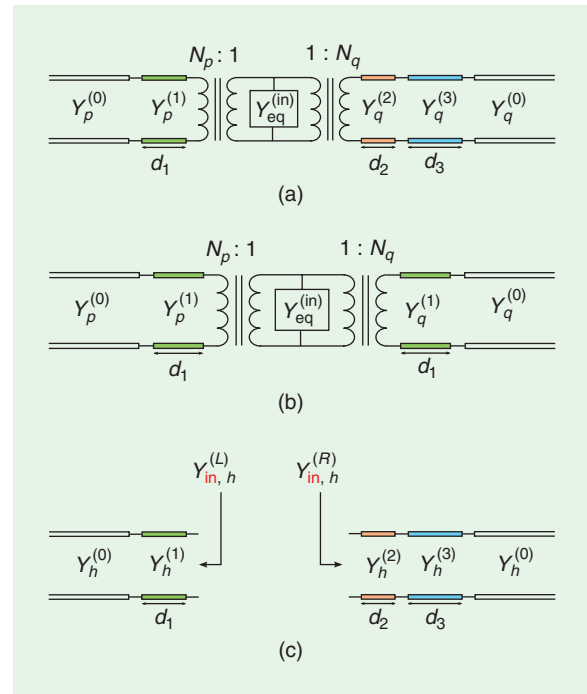 N_p : 1 1 : N_q
Y_p^(0) Y_p^(1) Y_eq^(in) Y_q^(2) Y_q^(3) Y_q^(0)
d_1 d_2 d_3
(a)
N_p : 1 1 : N_q
Y_p^(0) Y_p^(1) Y_eq^(in) Y_q^(1) Y_q^(0)
d_1 d_1
(b)
Y_in, h^(L) Y_in, h^(R)
Y_h^(0) Y_h^(1) Y_h^(2) Y_h^(3) Y_h^(0)
d_1 d_2 d_3
(c)